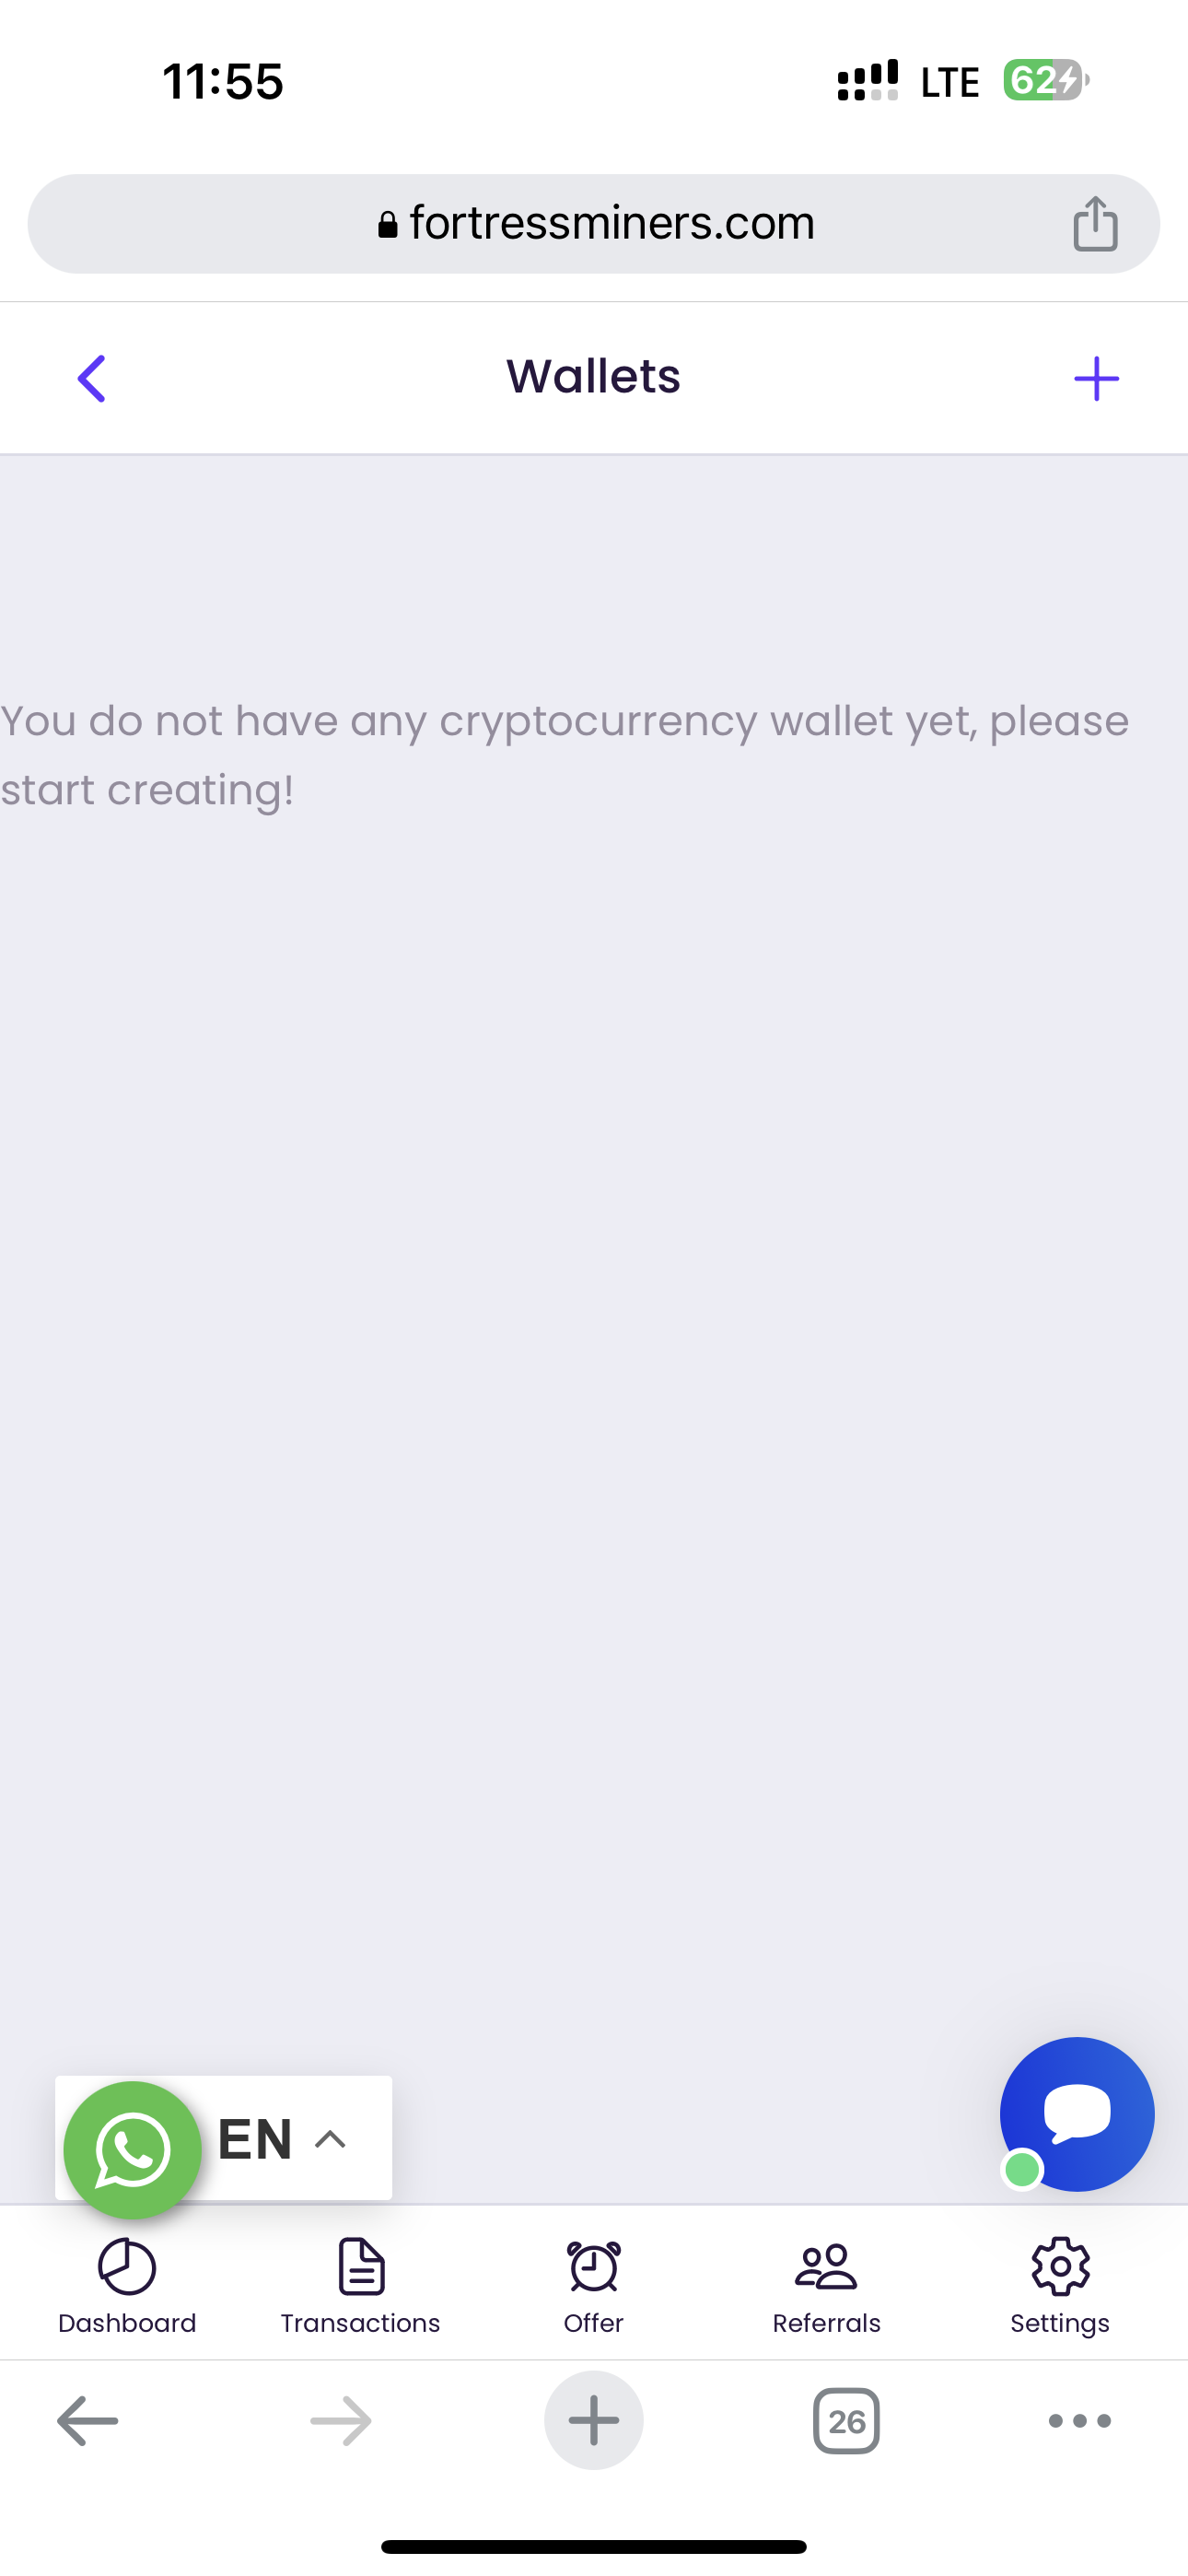 11:55
LTE
62
fortressminers.com
Wallets
You do not have any cryptocurrency wallet yet, please
start creating!
EN
Dashboard
Transactions
Offer
Referrals
Settings
26